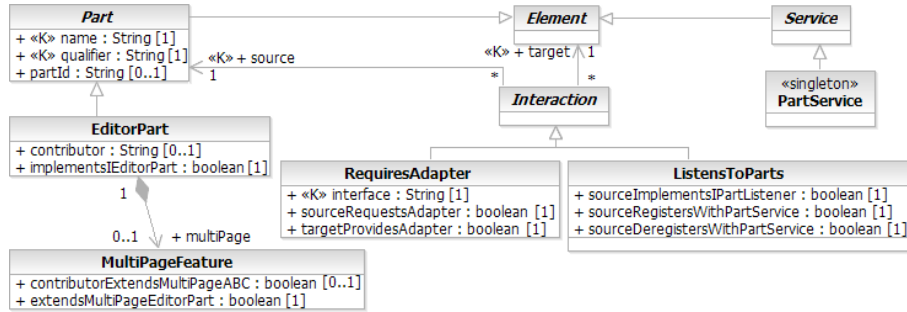 Part
+ «K» name : String [1]
+ «K» qualifier : String [1]
+ partId : String [0..1]
Element
Service
«K» + source
1
*
«K» + target
1
*
Interaction
«singleton»
PartService
EditorPart
+ contributor : String [0..1]
+ implementsIEditorPart : boolean [1]
1
0..1
+ multiPage
RequiresAdapter
+ «K» interface : String [1]
+ sourceRequestsAdapter : boolean [1]
+ targetProvidesAdapter : boolean [1]
ListensToParts
+ sourceImplementsIPartListener : boolean [1]
+ sourceRegistersWithPartService : boolean [1]
+ sourceDeregistersWithPartService : boolean [1]
MultiPageFeature
+ contributorExtendsMultiPageABC : boolean [0..1]
+ extendsMultiPageEditorPart : boolean [1]